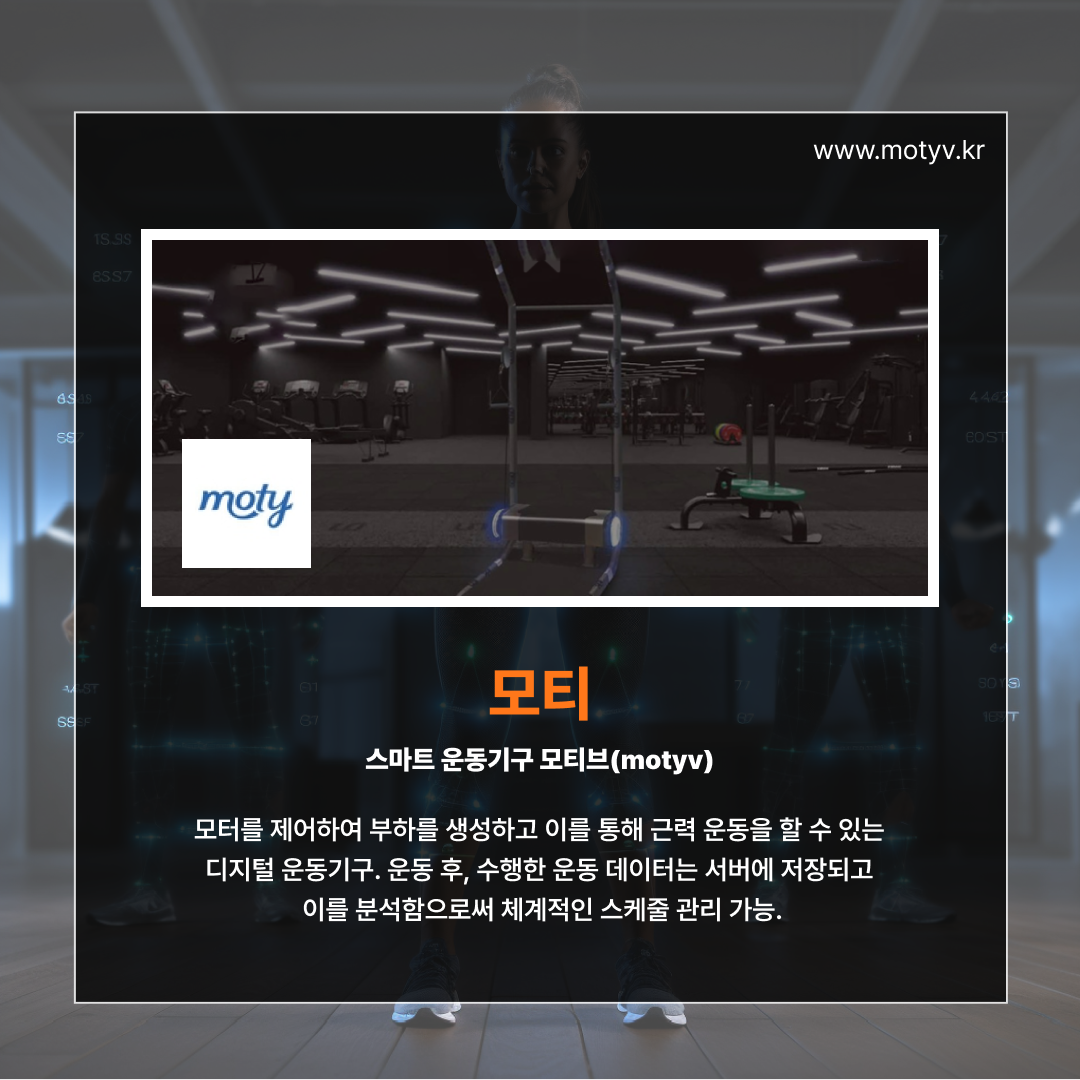 www.motyv.kr
moty
모티
스마트 운동기구 모티브(motyv)
모터를 제어하여 부하를 생성하고 이를 통해 근력 운동을 할 수 있는
디지털 운동기구. 운동 후, 수행한 운동 데이터는 서버에 저장되고
이를 분석함으로써 체계적인 스케줄 관리 가능.